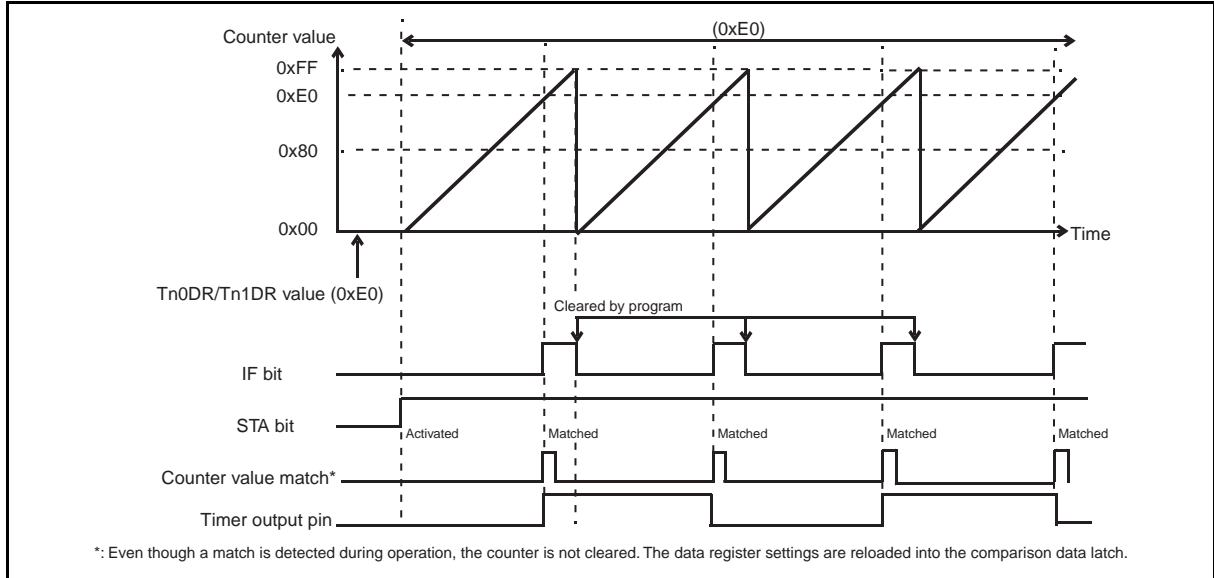 (0xE0)
Counter value
0xFF
0xE0
0x80
0x00
Time
Tn0DR/Tn1DR value (0xE0)
Cleared by program
IF bit
STA bit
Activated Matched Matched Matched Matched
Counter value match*
Timer output pin
*: Even though a match is detected during operation, the counter is not cleared. The data register settings are reloaded into the comparison data latch.